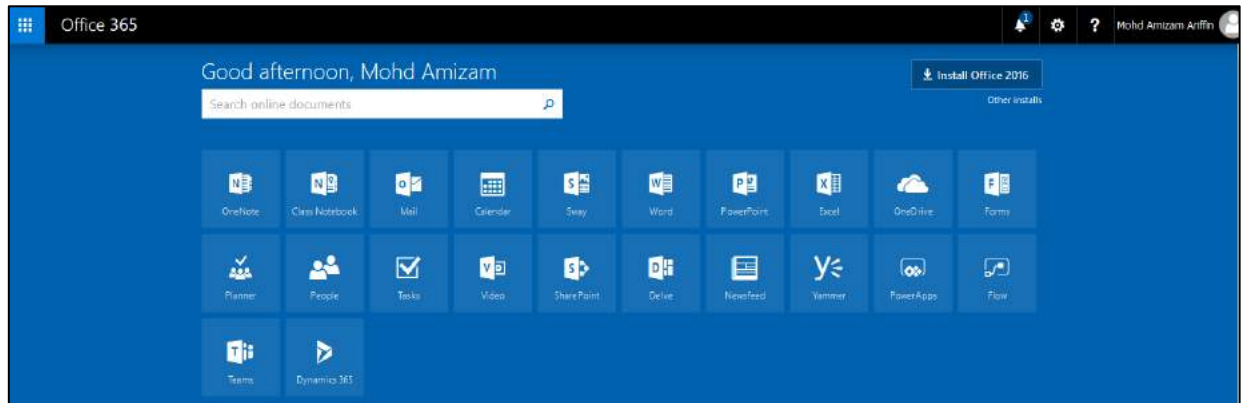 Office 365 1 ? Mohd Amizam Ariffin
Good afternoon, Mohd Amizam
Install Office 2016
Search online documents
Other installs
OneNote Class Notebook Mail Calendar Sway Word PowerPoint Excel OneDrive Forms
Planner People Tasks Video SharePoint Delve Newsfeed Yammer PowerApps Flow
Teams Dynamics 365